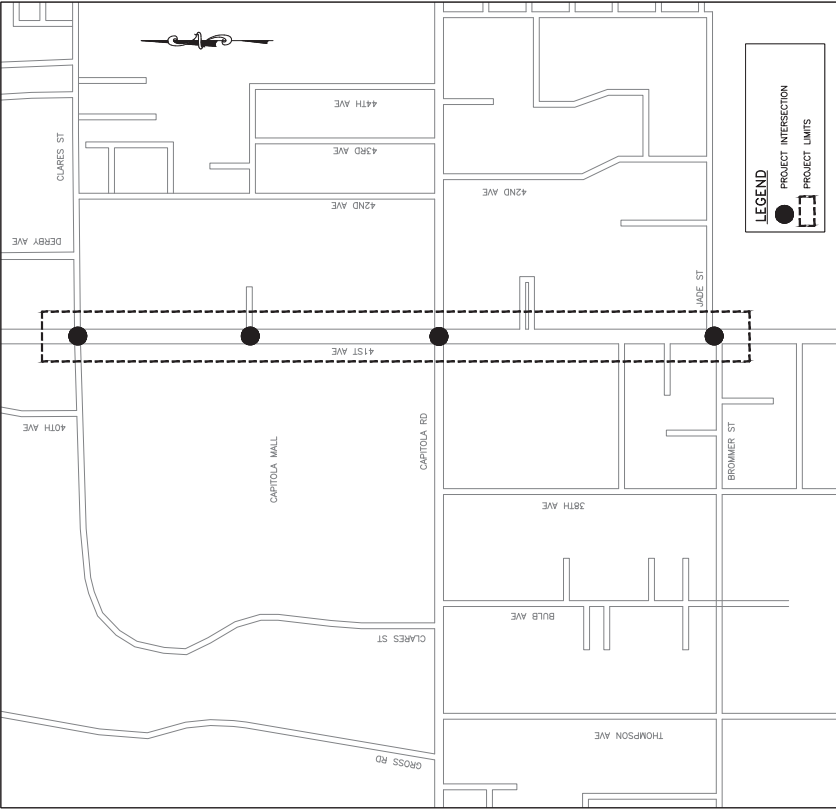 CLARES ST
44TH AVE
43RD AVE
42ND AVE
42ND AVE
DERBY AVE
LEGEND
PROJECT INTERSECTION
PROJECT LIMITS
JADE ST
41ST AVE
40TH AVE
CAPITOLA MALL
CAPITOLA RD
BROMMER ST
38TH AVE
BULB AVE
CLARES ST
THOMPSON AVE
GROSS RD